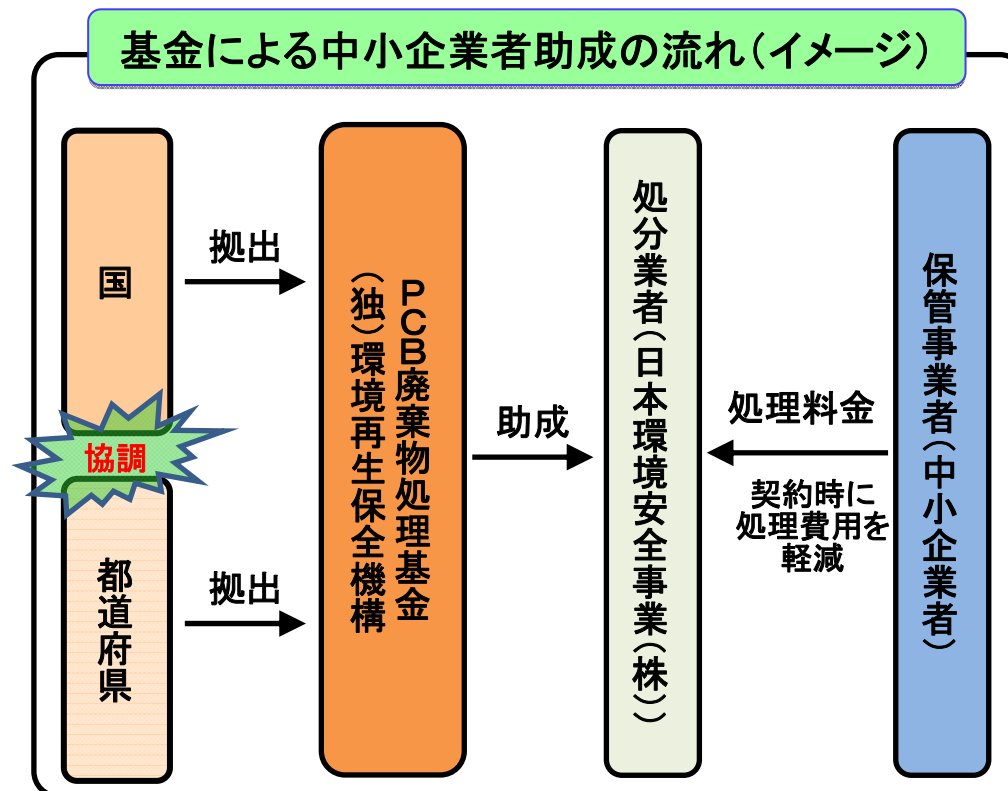 基金による中小企業者助成の流れ(イメージ)
国
協調
都道府県
拠出
拠出
PCB廃棄物処理基金
(独)環境再生保全機構
助成
処分業者(日本環境安全事業(株))
処理料金
契約時に
処理費用を
軽減
保管事業者(中小企業者)